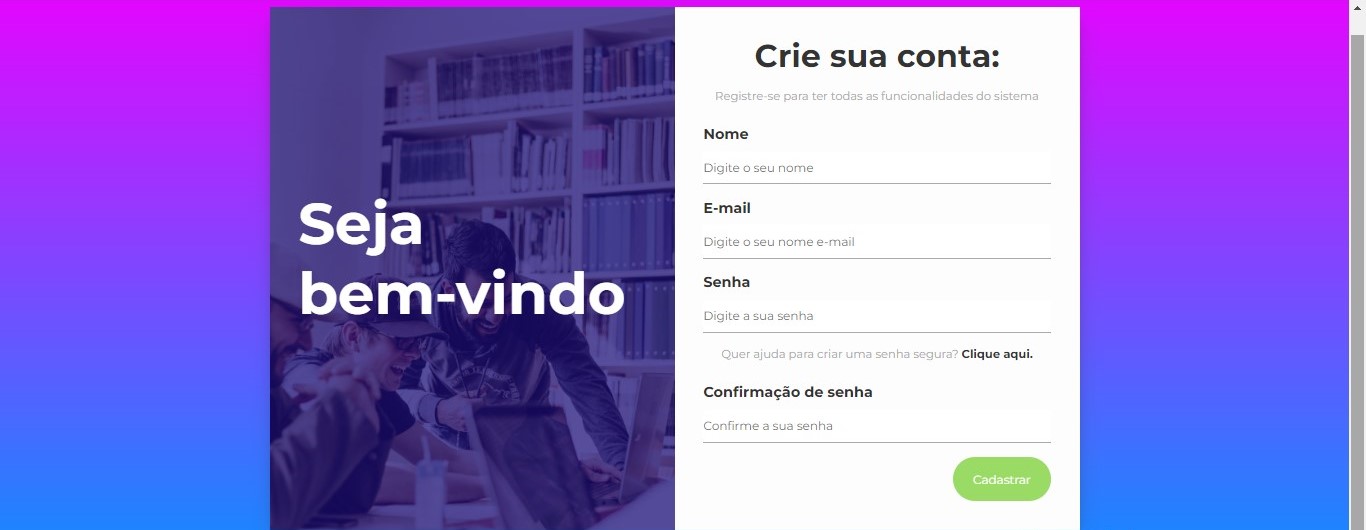 Seja
bem-vindo
Crie sua conta:
Registre-se para ter todas as funcionalidades do sistema
Nome
Digite o seu nome
E-mail
Digite o seu nome e-mail
Senha
Digite a sua senha
Quer ajuda para criar uma senha segura? Clique aqui.
Confirmação de senha
Confirme a sua senha
Cadastrar